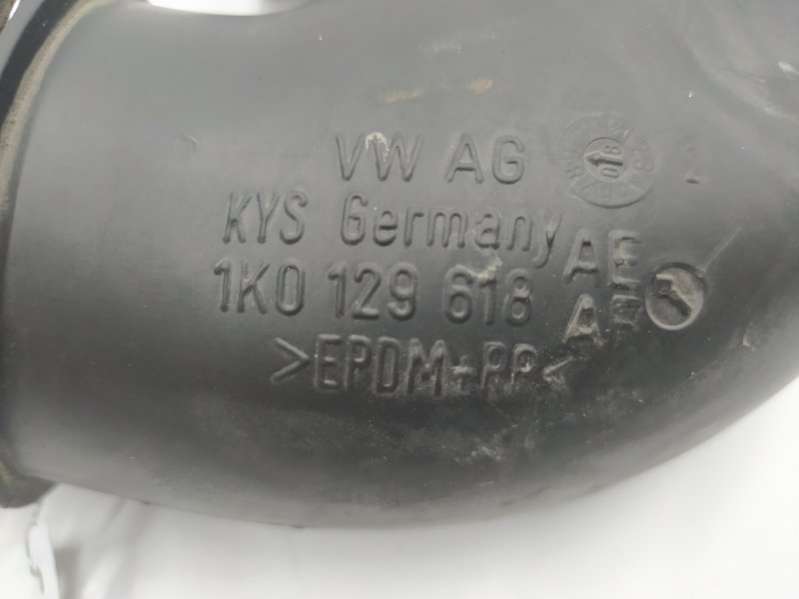 VW AG
KYS Germany
1K0 129 618 AE
>EPDM+PP<